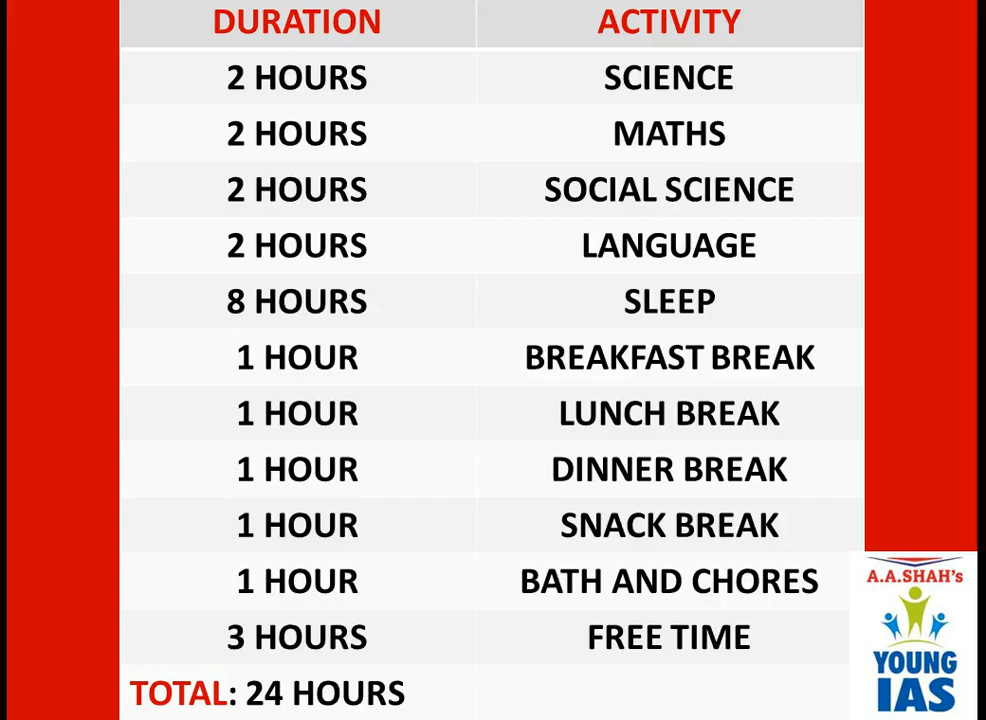 DURATION ACTIVITY
2 HOURS SCIENCE
2 HOURS MATHS
2 HOURS SOCIAL SCIENCE
2 HOURS LANGUAGE
8 HOURS SLEEP
1 HOUR BREAKFAST BREAK
1 HOUR LUNCH BREAK
1 HOUR DINNER BREAK
1 HOUR SNACK BREAK
1 HOUR BATH AND CHORES
3 HOURS FREE TIME
TOTAL: 24 HOURS
A.A.SHAH's
YOUNG
IAS